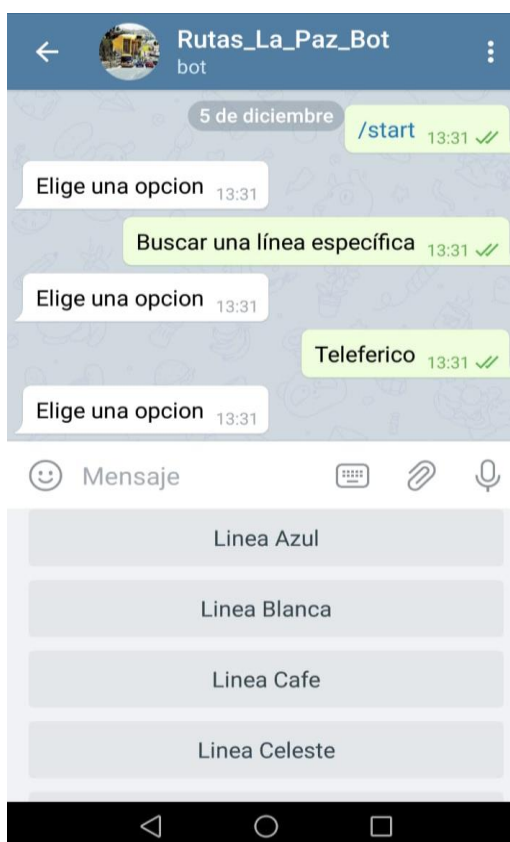 Rutas_La_Paz_Bot
bot
5 de diciembre
/start 13:31
Elige una opcion 13:31
Buscar una línea específica 13:31
Elige una opcion 13:31
Teleferico 13:31
Elige una opcion 13:31
Mensaje
Linea Azul
Linea Blanca
Linea Cafe
Linea Celeste